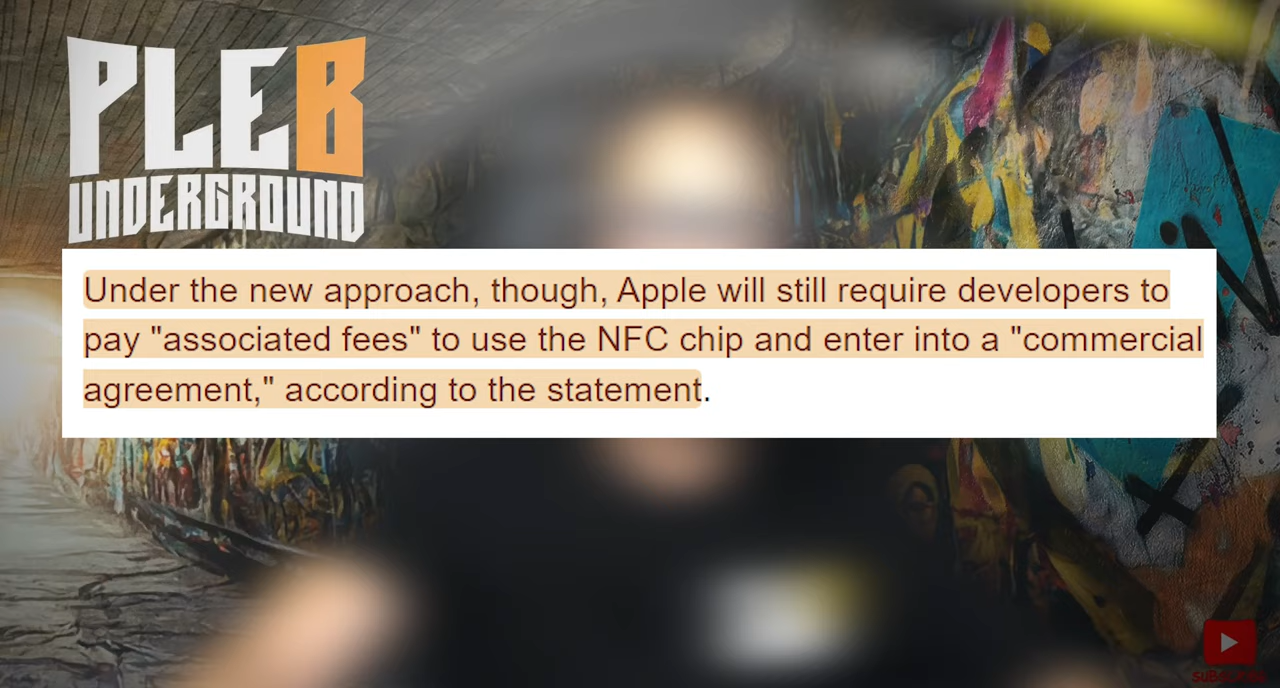 PLEB
UNDERGROUND
Under the new approach, though, Apple will still require developers to
pay "associated fees" to use the NFC chip and enter into a "commercial
agreement," according to the statement.
SUBSCRIBE